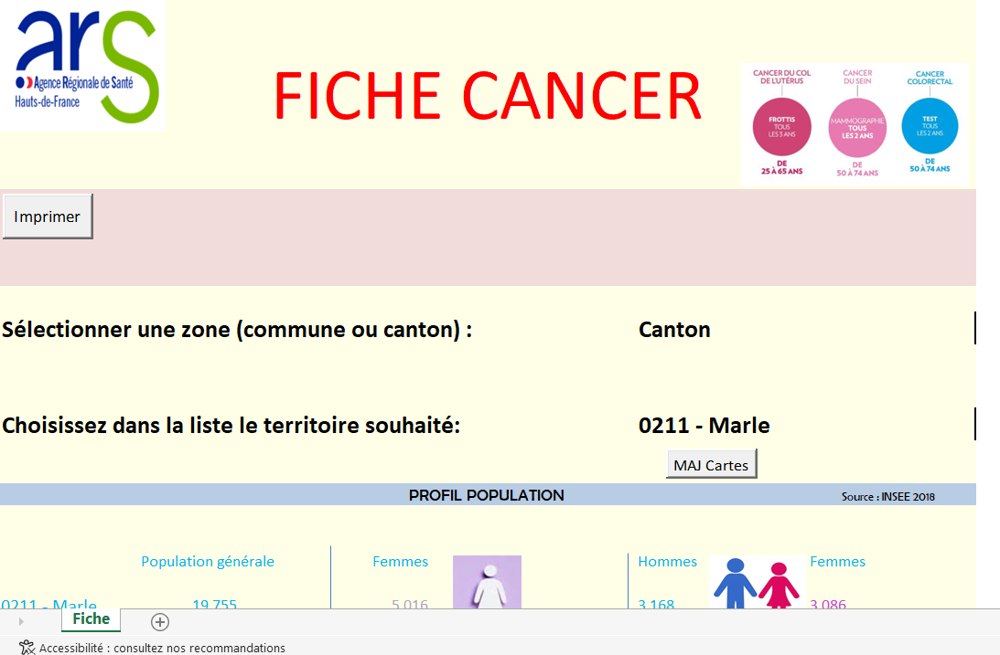 ars
Agence Régionale de Santé
Hauts-de-France
FICHE CANCER
CANCER DU COL
DE L'UTÉRUS
FROTTIS
TOUS
LES 3 ANS
DE
25 À 65 ANS
CANCER
DU SEIN
MAMMOGRAPHIE
TOUS
LES 2 ANS
DE
50 À 74 ANS
CANCER
COLORECTAL
TEST
TOUS
LES 2 ANS
DE
50 À 74 ANS
Imprimer
Sélectionner une zone (commune ou canton) : Canton
Choisissez dans la liste le territoire souhaité: 0211 - Marle
MAJ Cartes
PROFIL POPULATION Source : INSEE 2018
Population générale Femmes Hommes Femmes
0211 - Marle 19 755 5 016 3 168 3 086
Fiche
Accessibilité : consultez nos recommandations